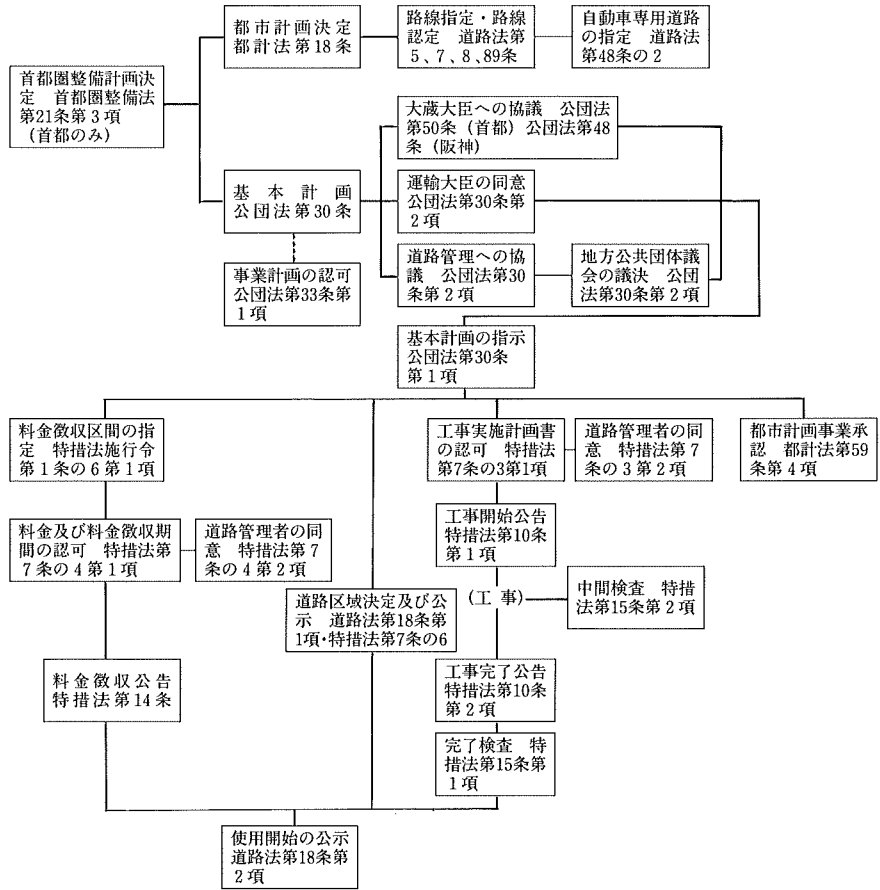 都市計画決定
都計法第18条
路線指定・路線
認定　道路法第
5、7、8、89条
自動車専用道路
の指定　道路法
第48条の2
首都圏整備計画決
定　首都圏整備法
第21条第3項
(首都のみ)
大蔵大臣への協議　公団法
第50条(首都)公団法第48
条(阪神)
基本計画
公団法第30条
運輸大臣の同意
公団法第30条第
2項
事業計画の認可
公団法第33条第
1項
道路管理への協
議　公団法第30
条第2項
地方公共団体議
会の議決　公団
法第30条第2項
基本計画の指示
公団法第30条
第1項
料金徴収区間の指
定　特措法施行令
第1条の6第1項
工事実施計画書
の認可　特措法
第7条の3第1項
道路管理者の同
意　特措法第7
条の3第2項
都市計画事業承
認　都計法第59
条第4項
料金及び料金徴収期
間の認可　特措法第
7条の4第1項
道路管理者の同
意　特措法第7
条の4第2項
工事開始公告
特措法第10条
第1項
道路区域決定及び公
示　道路法第18条第
1項・特措法第7条の6
(工事)
中間検査　特措
法第15条第2項
料金徴収公告
特措法第14条
工事完了公告
特措法第10条
第2項
完了検査　特
措法第15条第
1項
使用開始の公示
道路法第18条第
2項